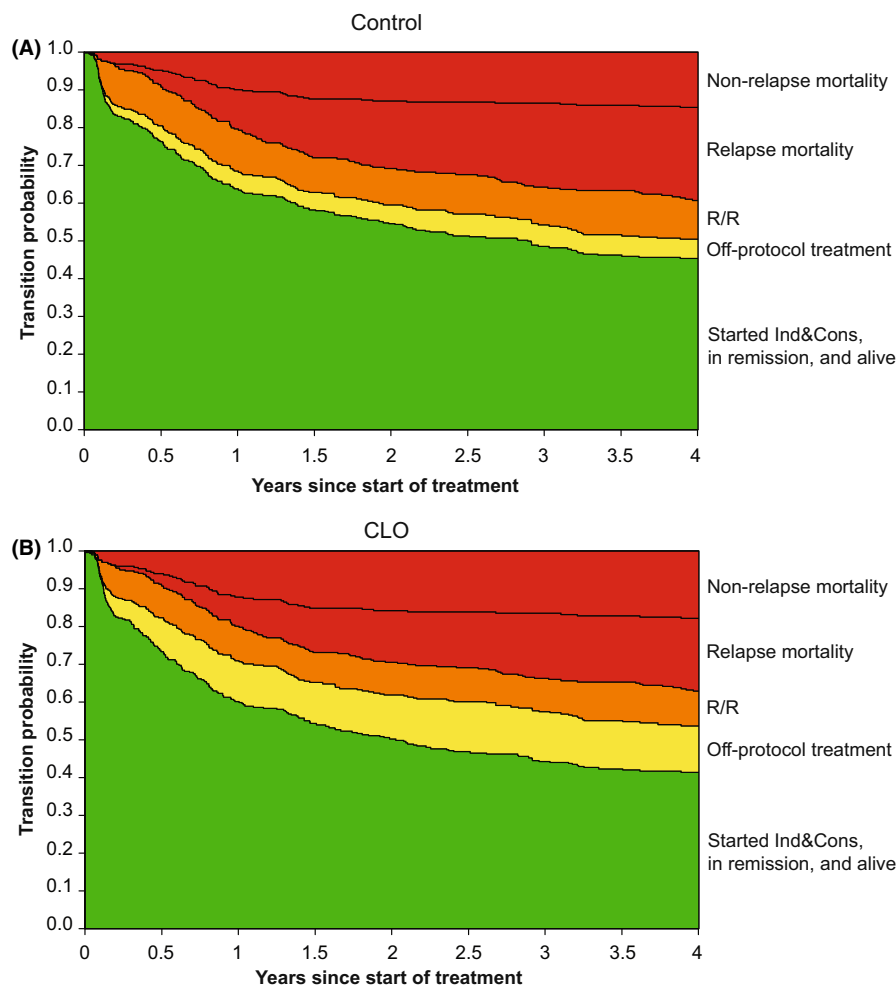 Control
(A)
1.0
0.9
0.8
0.7
0.6
0.5
0.4
0.3
0.2
0.1
0.0
Transition probability
Non-relapse mortality
Relapse mortality
R/R
Off-protocol treatment
Started Ind&Cons,
in remission, and alive
0 0.5 1 1.5 2 2.5 3 3.5 4
Years since start of treatment
CLO
(B)
1.0
0.9
0.8
0.7
0.6
0.5
0.4
0.3
0.2
0.1
0.0
Transition probability
Non-relapse mortality
Relapse mortality
R/R
Off-protocol treatment
Started Ind&Cons,
in remission, and alive
0 0.5 1 1.5 2 2.5 3 3.5 4
Years since start of treatment